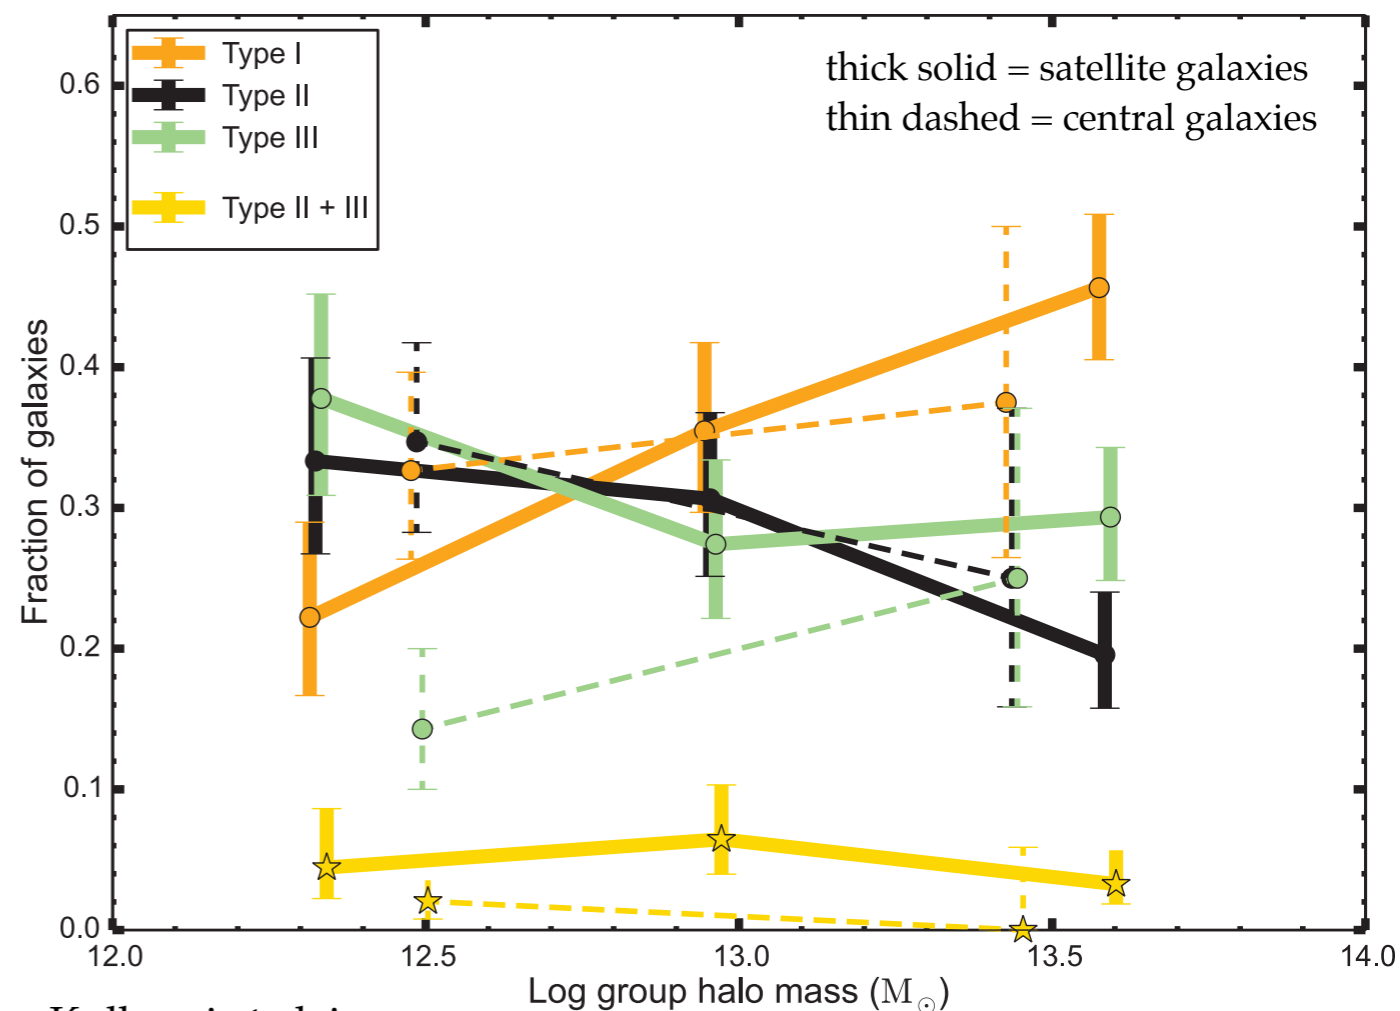 Type I
Type II
Type III
Type II + III
thick solid = satellite galaxies
thin dashed = central galaxies
Fraction of galaxies
0.6
0.5
0.4
0.3
0.2
0.1
0.0
12.0 12.5 13.0 13.5 14.0
Log group halo mass (M☉)